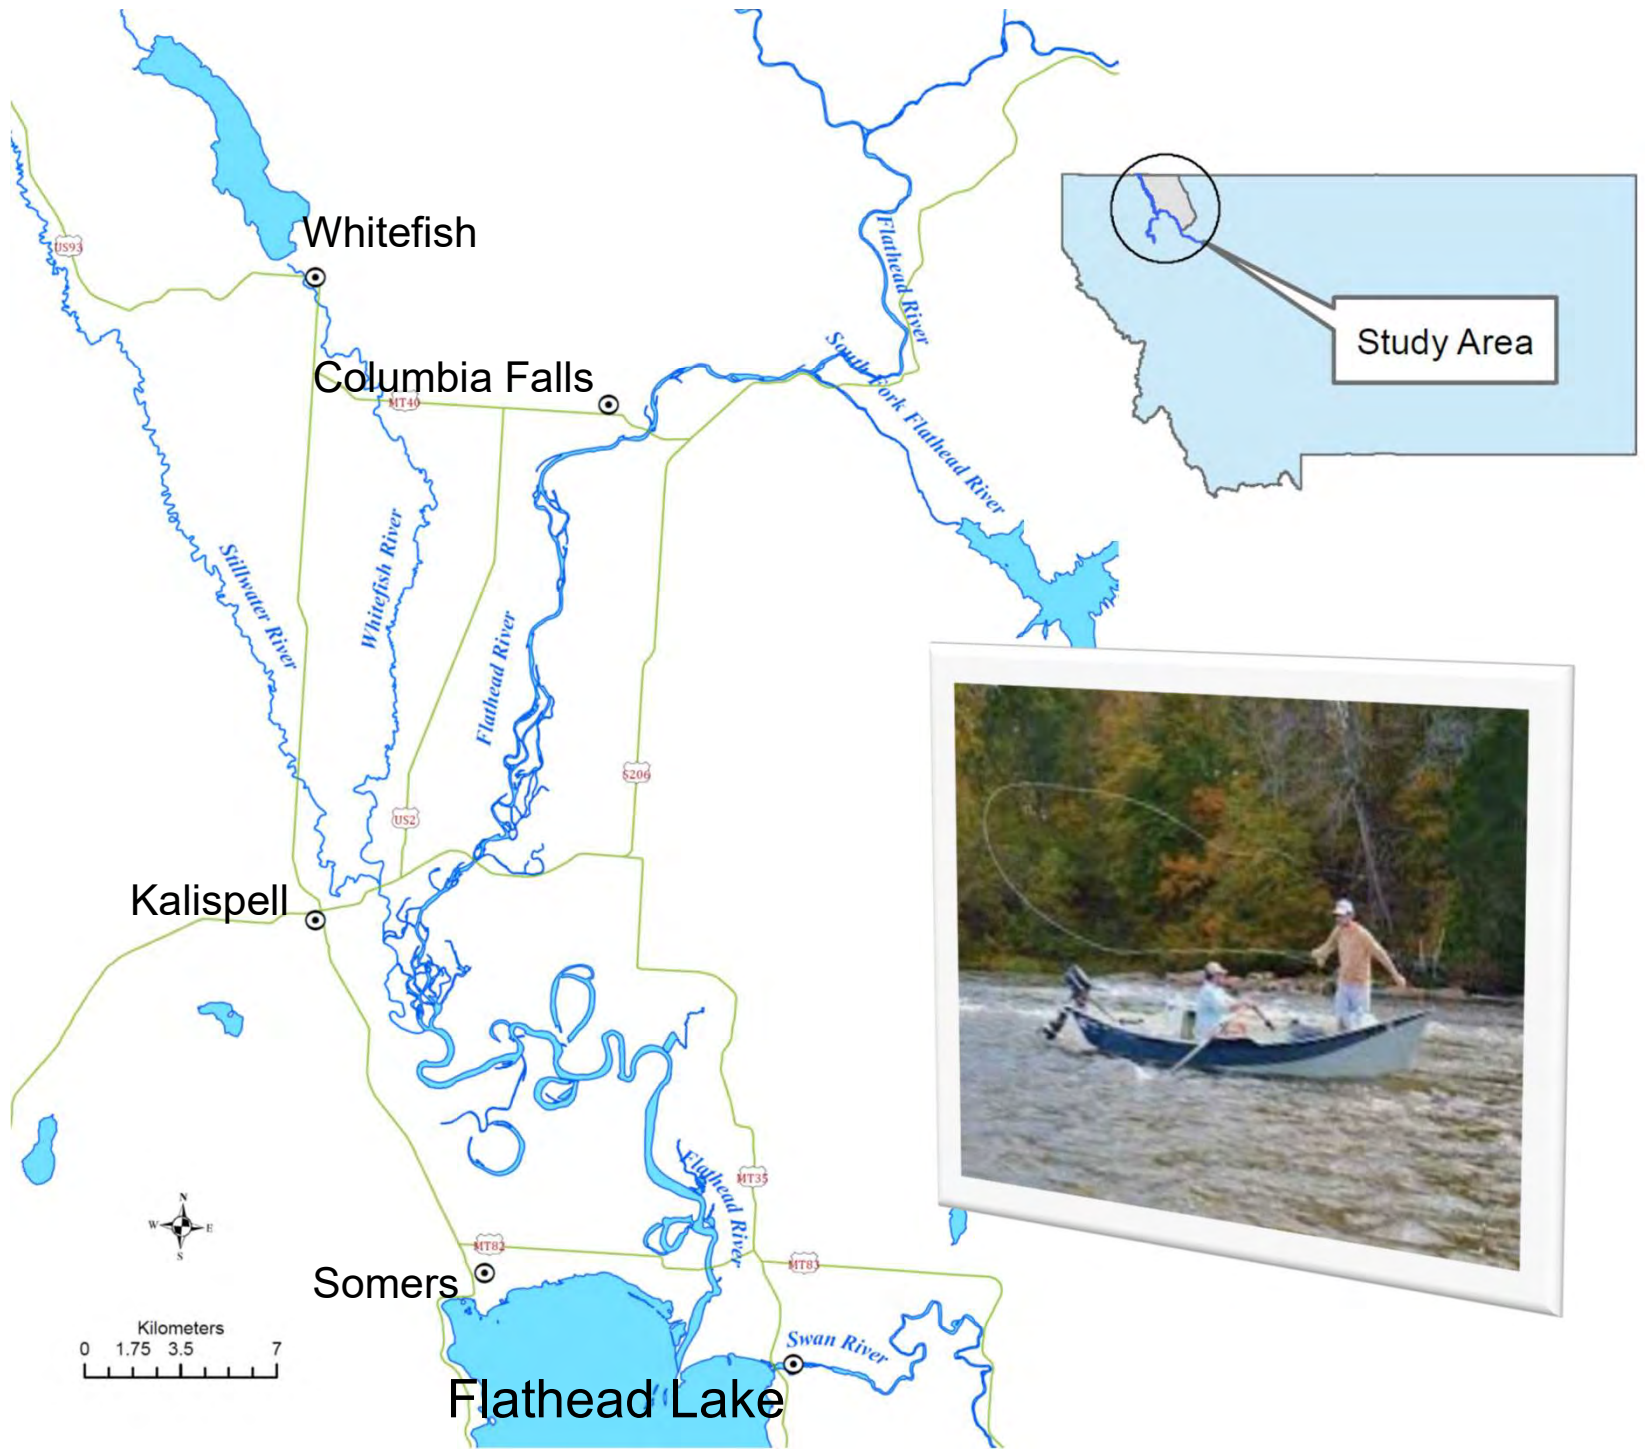 Whitefish
US93
Flathead River
South Fork Flathead River
Study Area
Columbia Falls
MT40
Stillwater River
Whitefish River
Flathead River
S206
US2
Kalispell
Flathead River
MT35
N
W E
S
MT82
MT83
Somers
Kilometers
0 1.75 3.5 7
Swan River
Flathead Lake